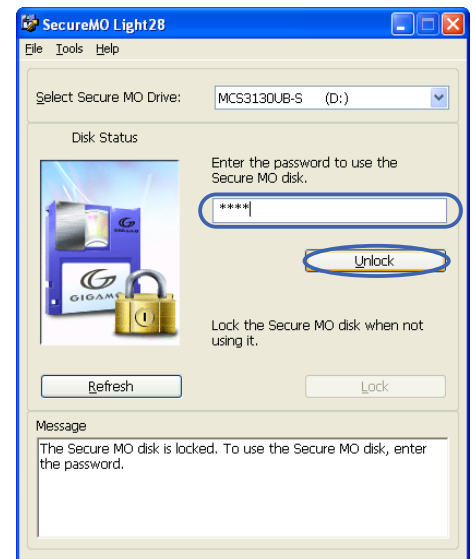 SecureMO Light28
File Tools Help
Select Secure MO Drive:
MCS3130UB-S (D:)
Disk Status
Enter the password to use the
Secure MO disk.
****
GIGAMO
Unlock
Lock the Secure MO disk when not
using it.
Refresh
Lock
Message
The Secure MO disk is locked. To use the Secure MO disk, enter
the password.